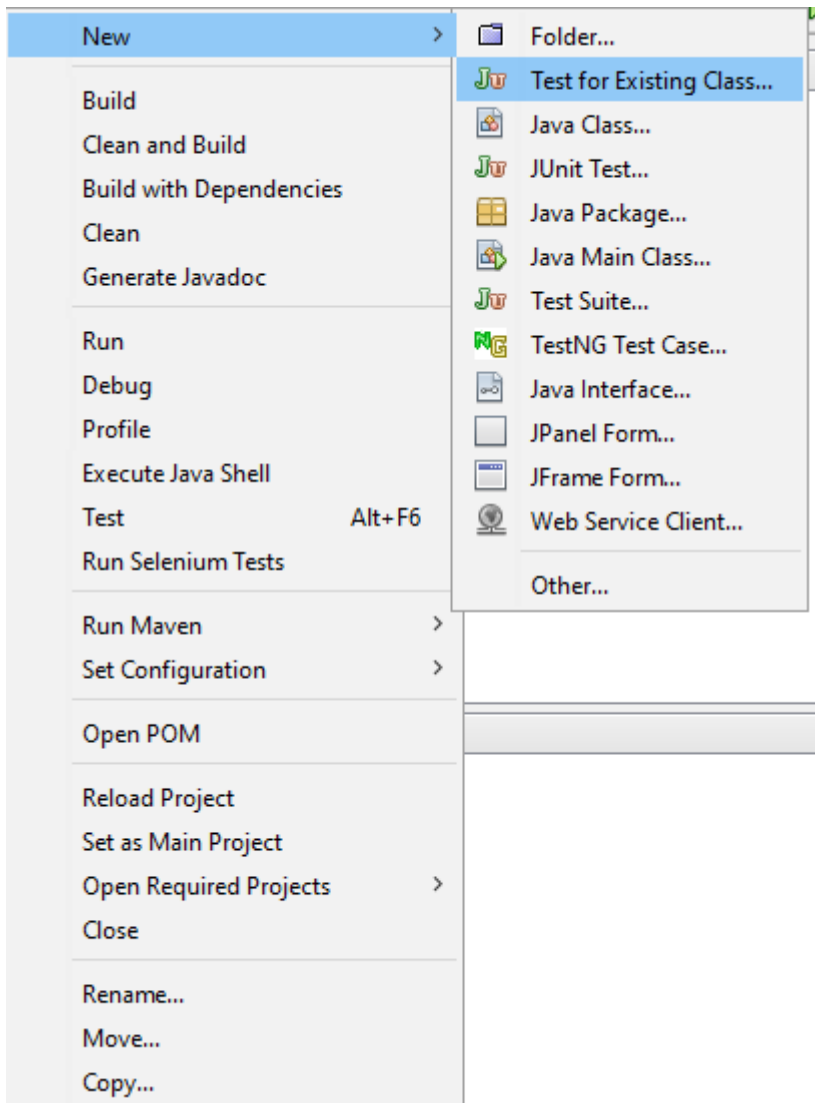 New >
Build
Clean and Build
Build with Dependencies
Clean
Generate Javadoc
Run
Debug
Profile
Execute Java Shell
Test Alt+F6
Run Selenium Tests
Run Maven >
Set Configuration >
Open POM
Reload Project
Set as Main Project
Open Required Projects >
Close
Rename...
Move...
Copy...
Folder...
Test for Existing Class...
Java Class...
JUnit Test...
Java Package...
Java Main Class...
Test Suite...
TestNG Test Case...
Java Interface...
JPanel Form...
JFrame Form...
Web Service Client...
Other...